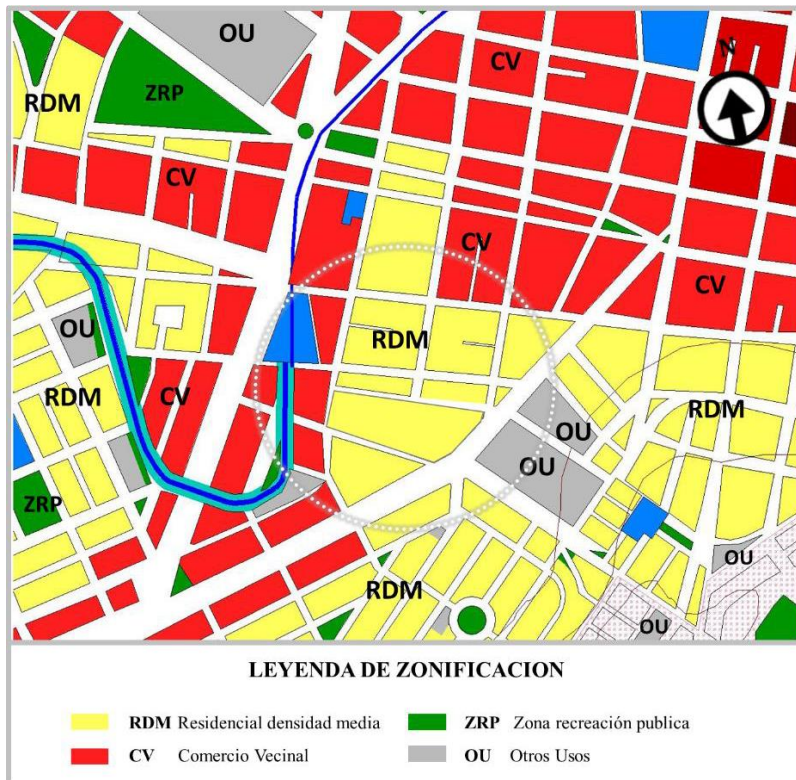 OU
CV
N
RDM
ZRP
CV
CV
CV
OU
RDM
RDM
CV
RDM
OU
OU
ZRP
OU
RDM
OU
LEYENDA DE ZONIFICACION
RDM Residencial densidad media
ZRP Zona recreación publica
CV Comercio Vecinal
OU Otros Usos